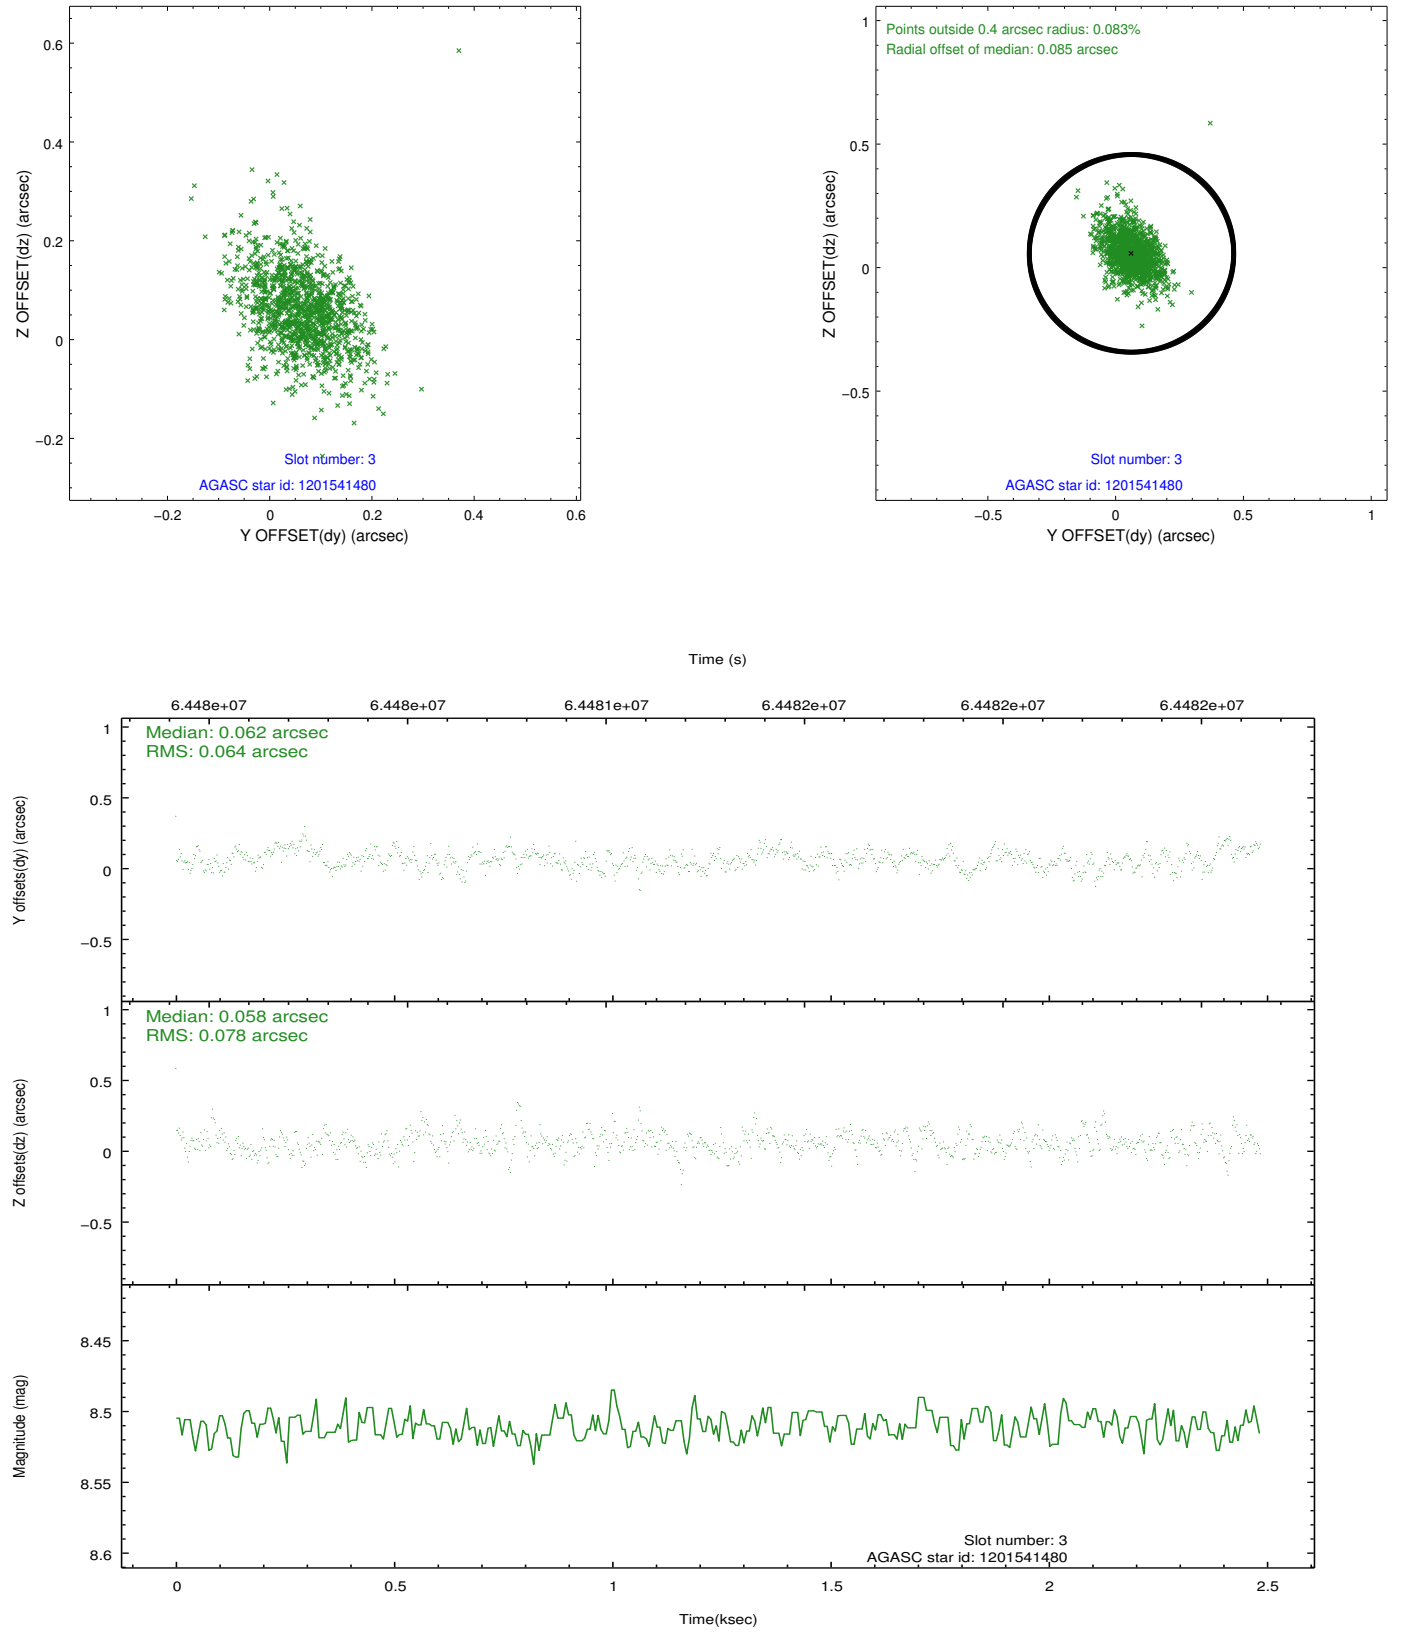 0.6
0.4
0.2
0
−0.2
Z OFFSET(dz) (arcsec)
Slot number: 3
AGASC star id: 1201541480
−0.2 0 0.2 0.4 0.6
Y OFFSET(dy) (arcsec)
Points outside 0.4 arcsec radius: 0.083%
Radial offset of median: 0.085 arcsec
1
0.5
0
−0.5
Z OFFSET(dz) (arcsec)
Slot number: 3
AGASC star id: 1201541480
−0.5 0 0.5 1
Y OFFSET(dy) (arcsec)
Time (s)
6.448e+07 6.448e+07 6.4481e+07 6.4482e+07 6.4482e+07 6.4482e+07
Median: 0.062 arcsec
RMS: 0.064 arcsec
1
0.5
0
−0.5
Y offsets(dy) (arcsec)
Median: 0.058 arcsec
RMS: 0.078 arcsec
1
0.5
0
−0.5
Z offsets(dz) (arcsec)
8.45
8.5
8.55
8.6
Magnitude (mag)
Slot number: 3
AGASC star id: 1201541480
0 0.5 1 1.5 2 2.5
Time(ksec)